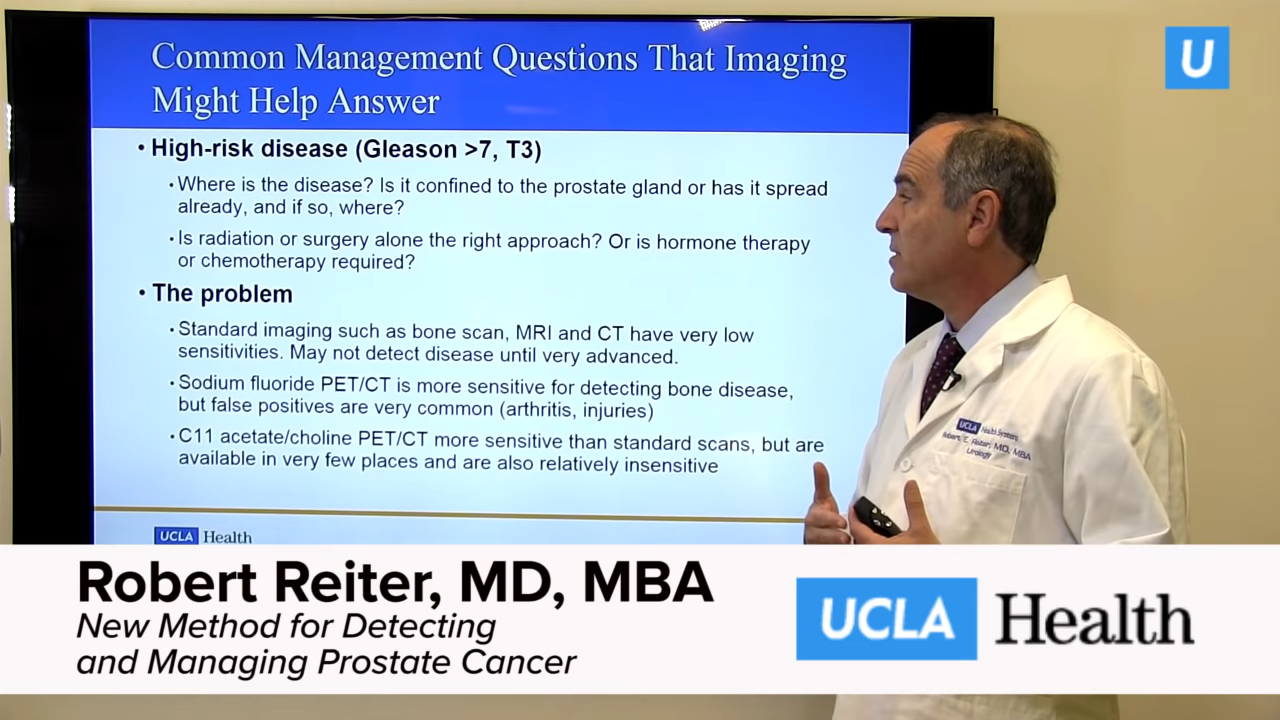 Common Management Questions That Imaging
Might Help Answer
• High-risk disease (Gleason >7, T3)
• Where is the disease? Is it confined to the prostate gland or has it spread
already, and if so, where?
• Is radiation or surgery alone the right approach? Or is hormone therapy
or chemotherapy required?
• The problem
• Standard imaging such as bone scan, MRI and CT have very low
sensitivities. May not detect disease until very advanced.
• Sodium fluoride PET/CT is more sensitive for detecting bone disease,
but false positives are very common (arthritis, injuries)
• C11 acetate/choline PET/CT more sensitive than standard scans, but are
available in very few places and are also relatively insensitive
UCLA Health
U
UCLA Health System
Robert E. Reiter, MD, MBA
Urology
Robert Reiter, MD, MBA
New Method for Detecting
and Managing Prostate Cancer
UCLA Health